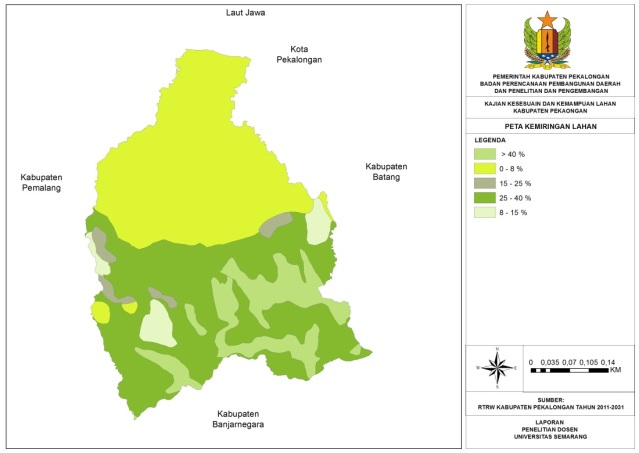 Laut Jawa
Kota
Pekalongan
Kabupaten
Pemalang
Kabupaten
Batang
Kabupaten
Banjarnegara
PEMERINTAH KABUPATEN PEKALONGAN
BADAN PERENCANAAN PEMBANGUNAN DAERAH
DAN PENELITIAN DAN PENGEMBANGAN
KAJIAN KESESUAIN DAN KEMAMPUAN LAHAN
KABUPATEN PEKAONGAN
PETA KEMIRINGAN LAHAN
LEGENDA
> 40 %
0 - 8 %
15 - 25 %
25 - 40 %
8 - 15 %
N
W E
S
0 0,035 0,07 0,105 0,14
KM
SUMBER:
RTRW KABUPATEN PEKALONGAN TAHUN 2011-2031
LAPORAN
PENELITIAN DOSEN
UNIVERSITAS SEMARANG